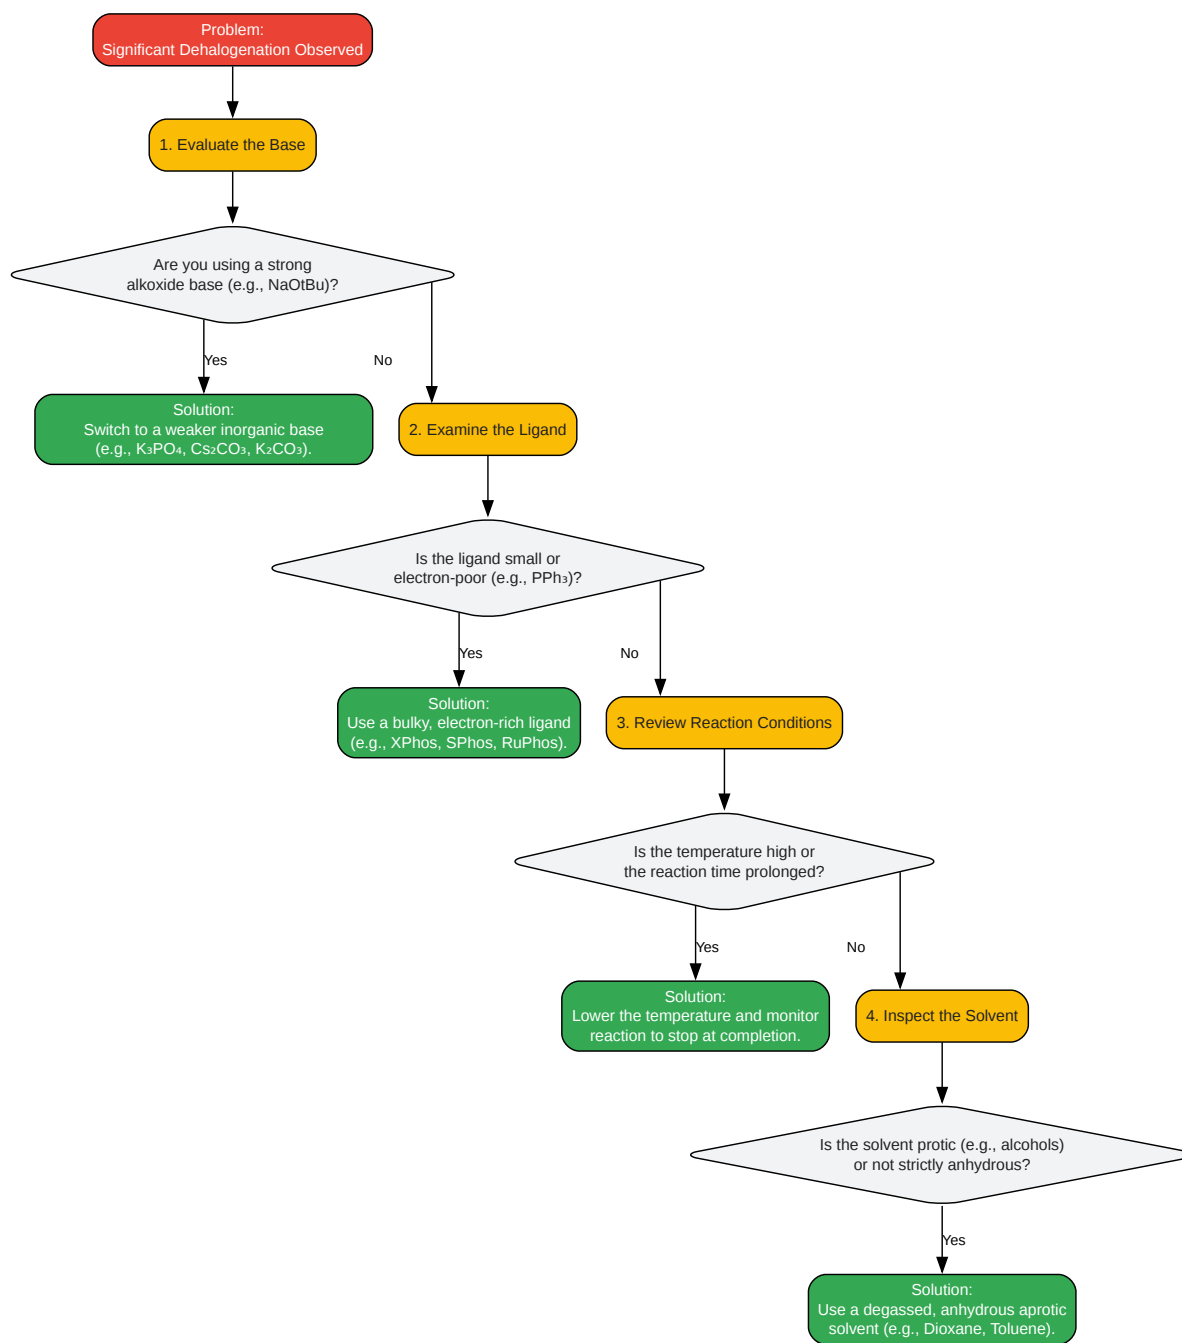 Problem:
Significant Dehalogenation Observed
1. Evaluate the Base
Are you using a strong
alkoxide base (e.g., NaOtBu)?
Yes
No
Solution:
Switch to a weaker inorganic base
(e.g., K₃PO₄, Cs₂CO₃, K₂CO₃).
2. Examine the Ligand
Is the ligand small or
electron-poor (e.g., PPh₃)?
Yes
No
Solution:
Use a bulky, electron-rich ligand
(e.g., XPhos, SPhos, RuPhos).
3. Review Reaction Conditions
Is the temperature high or
the reaction time prolonged?
Yes
No
Solution:
Lower the temperature and monitor
reaction to stop at completion.
4. Inspect the Solvent
Is the solvent protic (e.g., alcohols)
or not strictly anhydrous?
Yes
Solution:
Use a degassed, anhydrous aprotic
solvent (e.g., Dioxane, Toluene).